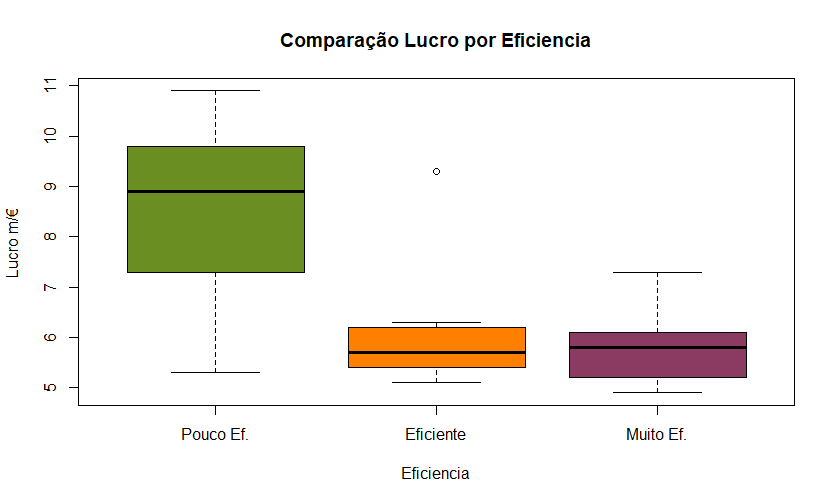 Comparação Lucro por Eficiencia
Lucro m/€
11
10
9
8
7
6
5
Pouco Ef.
Eficiente
Muito Ef.
Eficiencia